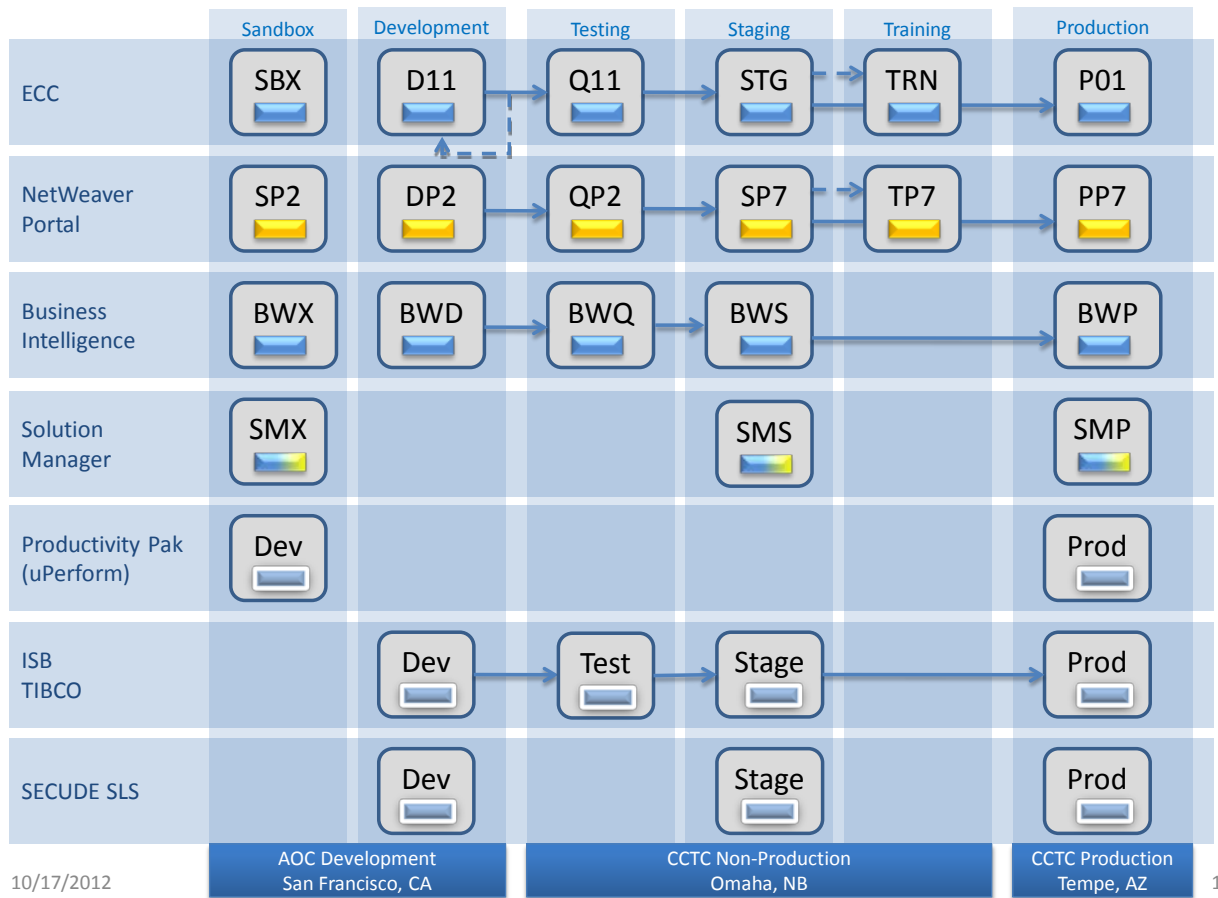 Sandbox Development Testing Staging Training Production
ECC
SBX D11 Q11 STG TRN P01
NetWeaver
Portal
SP2 DP2 QP2 SP7 TP7 PP7
Business
Intelligence
BWX BWD BWQ BWS BWP
Solution
Manager
SMX SMS SMP
Productivity Pak
(uPerform)
Dev Prod
ISB
TIBCO
Dev Test Stage Prod
SECUDE SLS
Dev Stage Prod
AOC Development
San Francisco, CA
CCTC Non-Production
Omaha, NB
CCTC Production
Tempe, AZ
10/17/2012
1